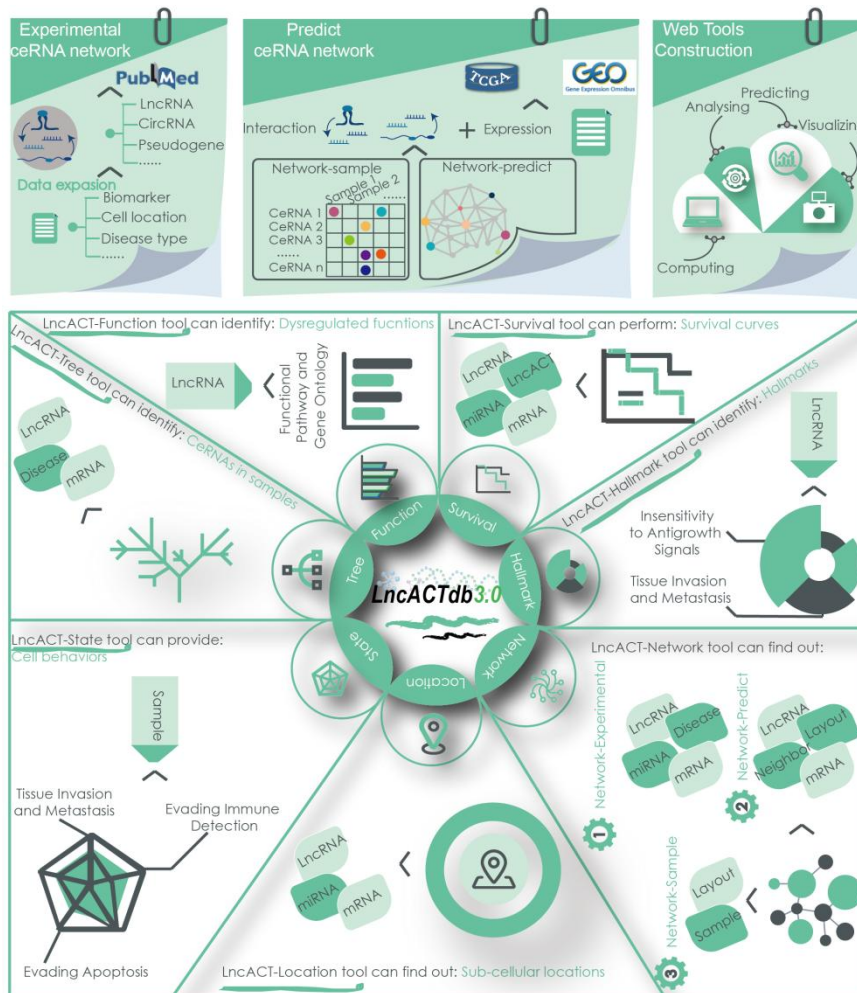 Experimental
ceRNA network
PubMed
LncRNA
CircRNA
Pseudogene
......
Data expasion
Biomarker
Cell location
Disease type
......
Predict
ceRNA network
TCGA
GEO
Gene Expression Omnibus
Interaction
+ Expression
Network-sample
Sample 1
Sample 2
......
CeRNA 1
CeRNA 2
CeRNA 3
......
CeRNA n
Network-predict
Web Tools
Construction
Predicting
Analysing
Visualizin
Computing
LncACT-Function tool can identify: Dysregulated fucntions
LncRNA
Functional
Pathway and
Gene Ontology
LncACT-Survival tool can perform: Survival curves
LncRNA
LncACT
miRNA
mRNA
LncACT-Tree tool can identify: CeRNAs in samples
LncRNA
Disease
mRNA
LncACT-Hallmark tool can identify: Hallmarks
LncRNA
Insensitivity
to Antigrowth
Signals
Tissue Invasion
and Metastasis
Function
Survival
Tree
Hallmark
LncACTdb3.0
State
Network
Location
LncACT-State tool can provide:
Cell behaviors
Sample
Tissue Invasion
and Metastasis
Evading Immune
Detection
Evading Apoptosis
LncRNA
miRNA
mRNA
LncACT-Location tool can find out: Sub-cellular locations
LncACT-Network tool can find out:
1 Network-Experimental
LncRNA
Disease
miRNA
mRNA
2 Network-Predict
LncRNA
Layout
Neighbor
mRNA
3 Network-Sample
Layout
Sample